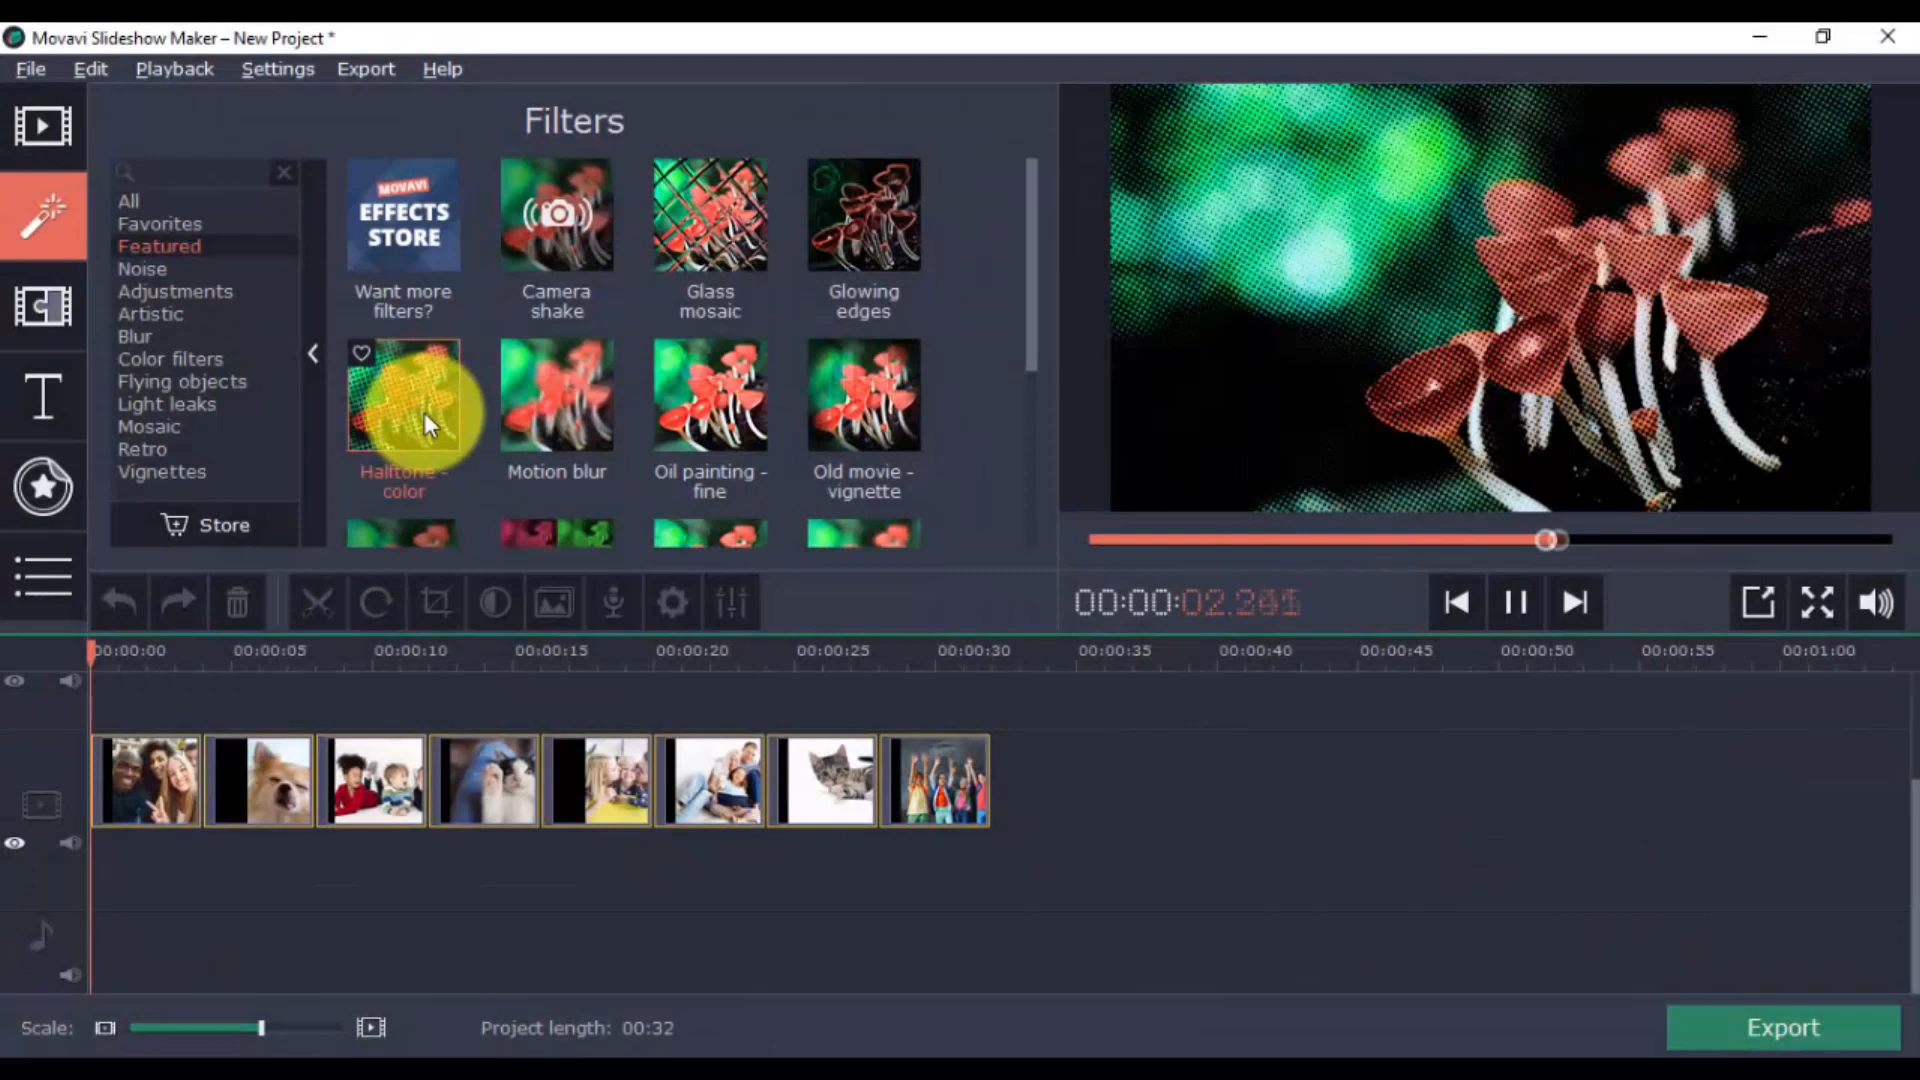 Movavi Slideshow Maker – New Project *
File Edit Playback Settings Export Help
Filters
All
Favorites
Featured
Noise
Adjustments
Artistic
Blur
Color filters
Flying objects
Light leaks
Mosaic
Retro
Vignettes
Store
MOVAVI
EFFECTS
STORE
Want more
filters?
Camera
shake
Glass
mosaic
Glowing
edges
Halftone -
color
Motion blur
Oil painting -
fine
Old movie -
vignette
00:00:02.
00:00:00 00:00:05 00:00:10 00:00:15 00:00:20 00:00:25 00:00:30 00:00:35 00:00:40 00:00:45 00:00:50 00:00:55 00:01:00
Scale:
Project length: 00:32
Export